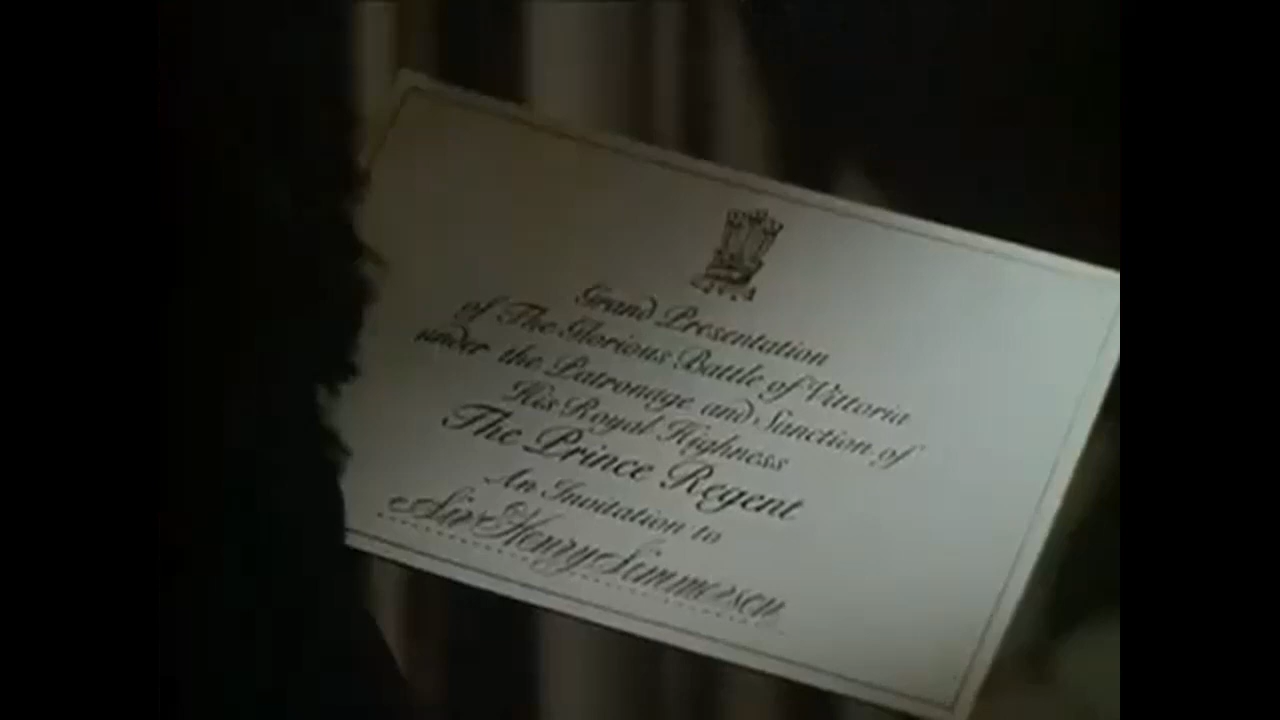 Grand Presentation
of The Glorious Battle of Vittoria
under the Patronage and Sanction of
His Royal Highness
The Prince Regent
An Invitation to
Sir Henry Simmerson